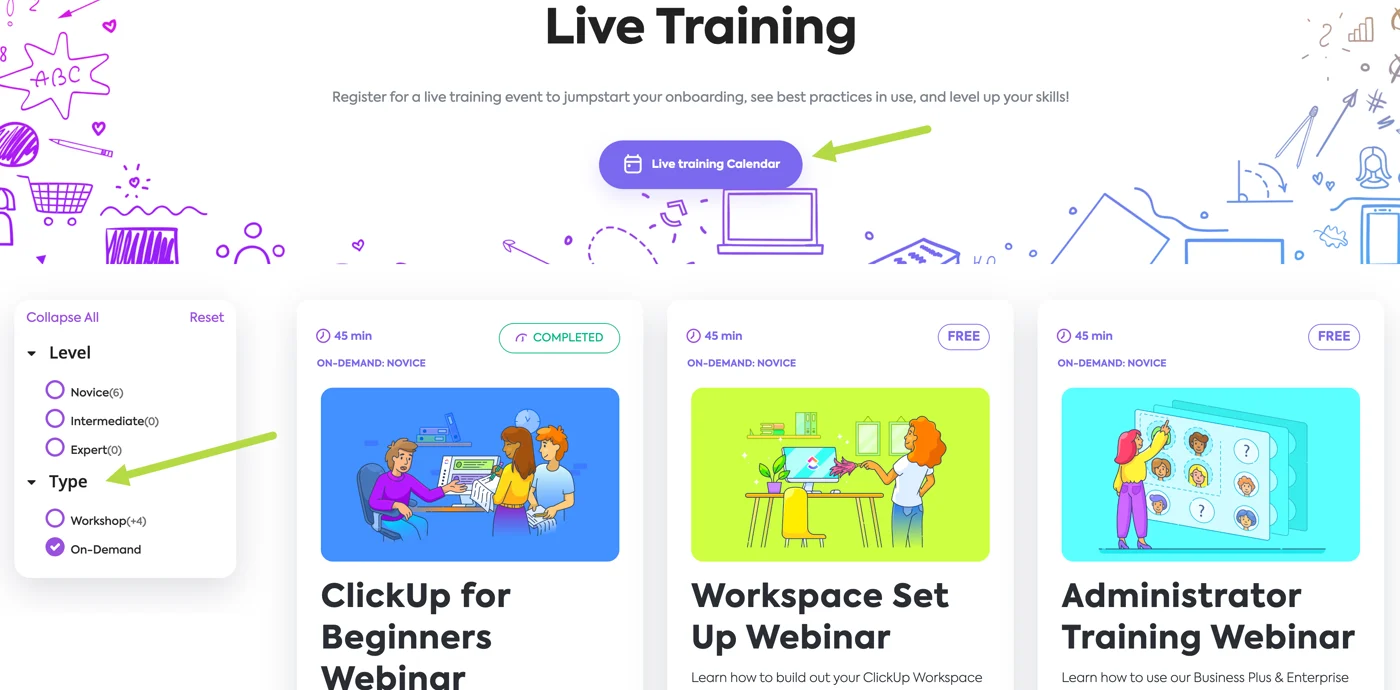 Live Training
ABC
Register for a live training event to jumpstart your onboarding, see best practices in use, and level up your skills!
Live training Calendar
Collapse All
Reset
Level
Novice(6)
Intermediate(0)
Expert(0)
Type
Workshop(+4)
On-Demand
45 min
COMPLETED
ON-DEMAND: NOVICE
ClickUp for
Beginners
Webinar
45 min
FREE
ON-DEMAND: NOVICE
Workspace Set
Up Webinar
Learn how to build out your ClickUp Workspace
45 min
FREE
ON-DEMAND: NOVICE
?
?
Administrator
Training Webinar
Learn how to use our Business Plus & Enterprise